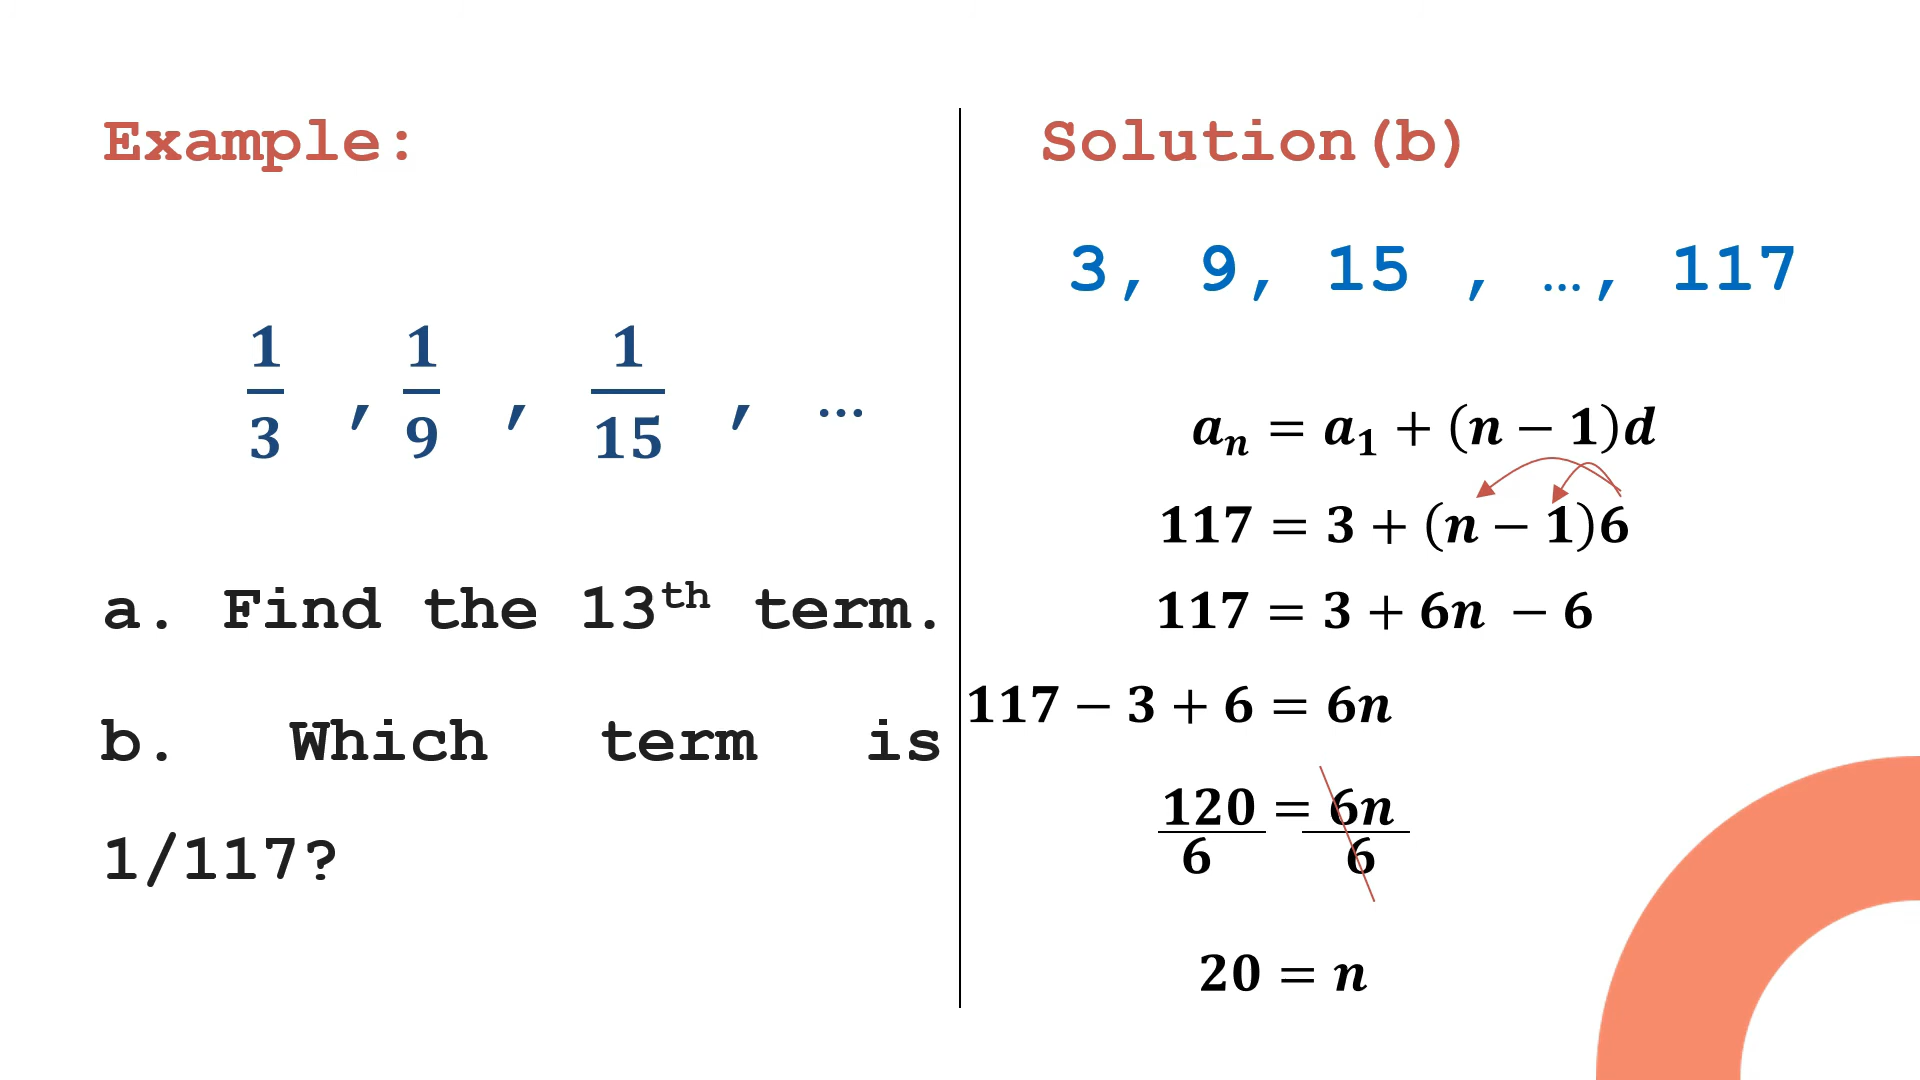 Example:
1/3 , 1/9 , 1/15 , …
a. Find the 13th term.
b. Which term is
1/117?
Solution(b)
3, 9, 15 , …, 117
aₙ = a₁ + (n − 1)d
117 = 3 + (n − 1)6
117 = 3 + 6n − 6
117 − 3 + 6 = 6n
120 = 6n
6 6
20 = n